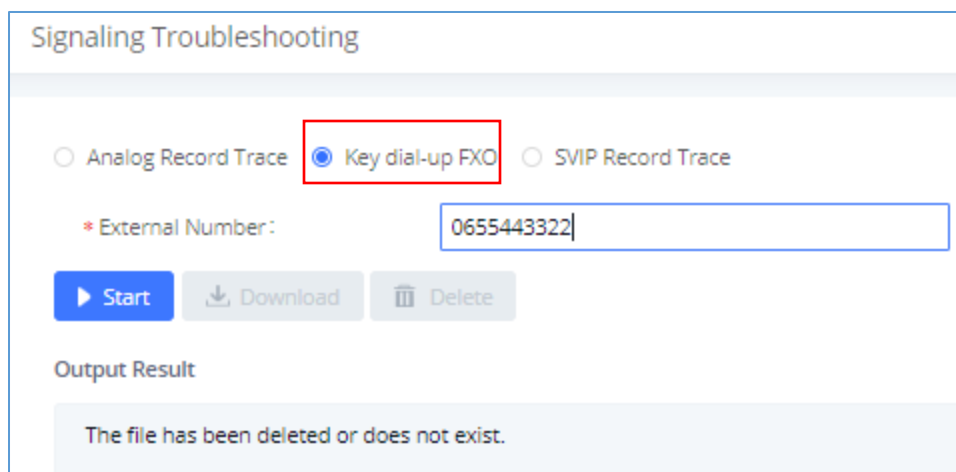 Signaling Troubleshooting
Analog Record Trace Key dial-up FXO SVIP Record Trace
* External Number: 0655443322
Start Download Delete
Output Result
The file has been deleted or does not exist.